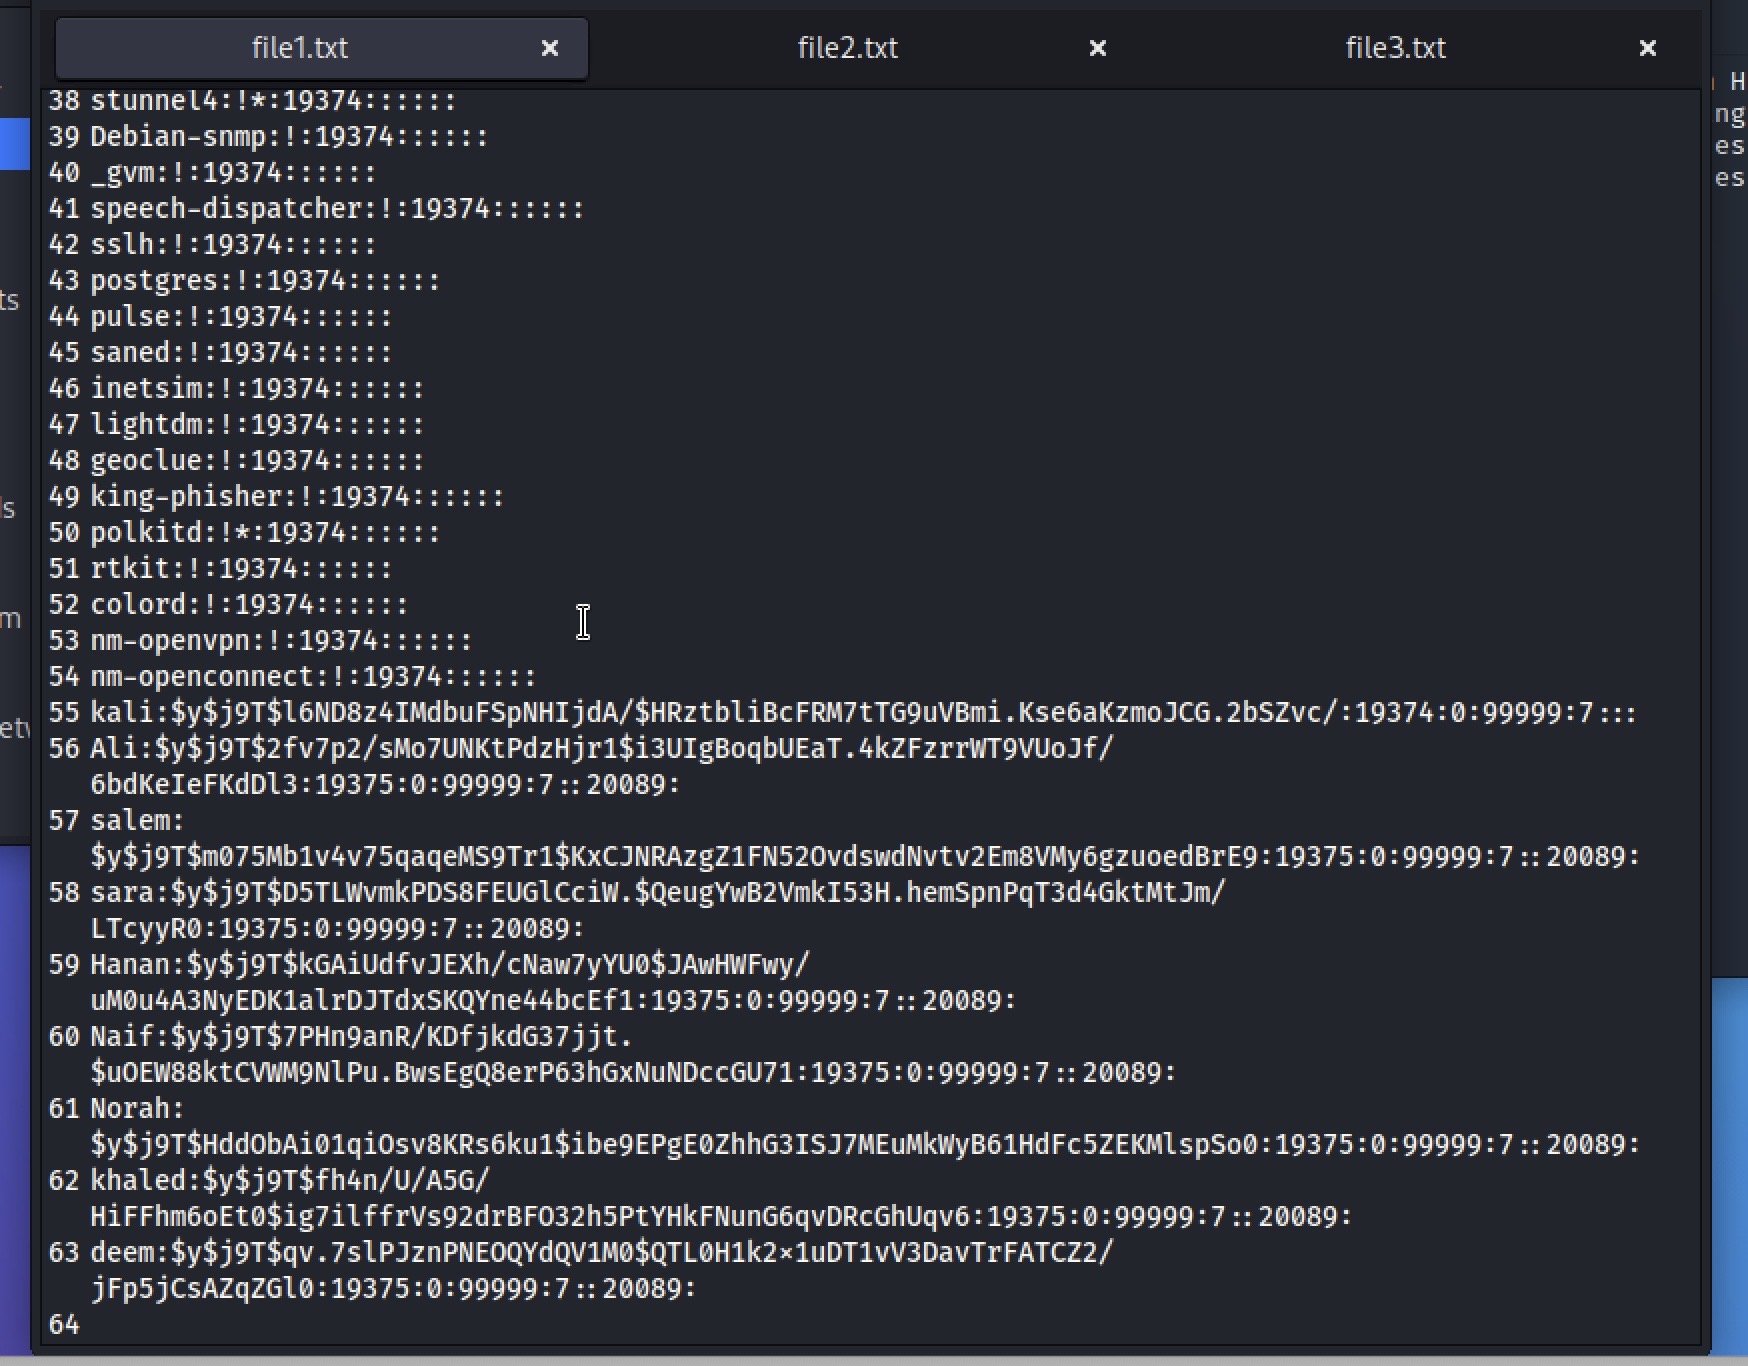 file1.txt × file2.txt × file3.txt ×
38 stunnel4:!*:19374::::::
39 Debian-snmp:!:19374::::::
40 _gvm:!:19374::::::
41 speech-dispatcher:!:19374::::::
42 sslh:!:19374::::::
43 postgres:!:19374::::::
44 pulse:!:19374::::::
45 saned:!:19374::::::
46 inetsim:!:19374::::::
47 lightdm:!:19374::::::
48 geoclue:!:19374::::::
49 king-phisher:!:19374::::::
50 polkitd:!*:19374::::::
51 rtkit:!:19374::::::
52 colord:!:19374::::::
53 nm-openvpn:!:19374::::::
54 nm-openconnect:!:19374::::::
55 kali:$y$j9T$l6ND8z4IMdbuFSpNHIjdA/$HRztbliBcFRM7tTG9uVBmi.Kse6aKzmoJCG.2bSZvc/:19374:0:99999:7:::
56 Ali:$y$j9T$2fv7p2/sMo7UNKtPdzHjr1$i3UIgBoqbUEaT.4kZFzrrWT9VUoJf/
6bdKeIeFKdDl3:19375:0:99999:7::20089:
57 salem:
$y$j9T$m075Mb1v4v75qaqeMS9Tr1$KxCJNRAzgZ1FN52OvdswdNvtv2Em8VMy6gzuoedBrE9:19375:0:99999:7::20089:
58 sara:$y$j9T$D5TLWvmkPDS8FEUGlCciW.$QeugYwB2VmkI53H.hemSpnPqT3d4GktMtJm/
LTcyyR0:19375:0:99999:7::20089:
59 Hanan:$y$j9T$kGAiUdfvJEXh/cNaw7yYU0$JAwHWFwy/
uM0u4A3NyEDK1alrDJTdxSKQYne44bcEf1:19375:0:99999:7::20089:
60 Naif:$y$j9T$7PHn9anR/KDfjkdG37jjt.
$uOEW88ktCVWM9NlPu.BwsEgQ8erP63hGxNuNDccGU71:19375:0:99999:7::20089:
61 Norah:
$y$j9T$HddObAi01qiOsv8KRs6ku1$ibe9EPgE0ZhhG3ISJ7MEuMkWyB61HdFc5ZEKMlspSo0:19375:0:99999:7::20089:
62 khaled:$y$j9T$fh4n/U/A5G/
HiFFhm6oEt0$ig7ilffrVs92drBFO32h5PtYHkFNunG6qvDRcGhUqv6:19375:0:99999:7::20089:
63 deem:$y$j9T$qv.7slPJznPNEOQYdQV1M0$QTL0H1k2×1uDT1vV3DavTrFATCZ2/
jFp5jCsAZqZGl0:19375:0:99999:7::20089:
64